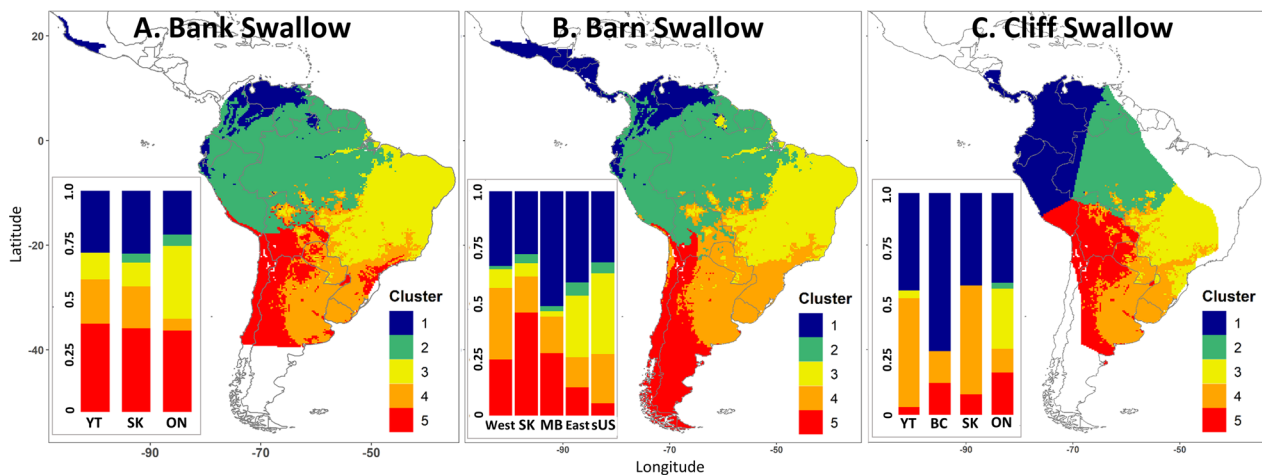 A. Bank Swallow
B. Barn Swallow
C. Cliff Swallow
Latitude
20
0
-20
-40
1.0
0.75
0.5
0.25
0
YT SK ON
Cluster
1
2
3
4
5
-90 -70 -50
1.0
0.75
0.5
0.25
0
West SK MB East sUS
Cluster
1
2
3
4
5
-90 -70 -50
1.0
0.75
0.5
0.25
0
YT BC SK ON
Cluster
1
2
3
4
5
-90 -70 -50
Longitude